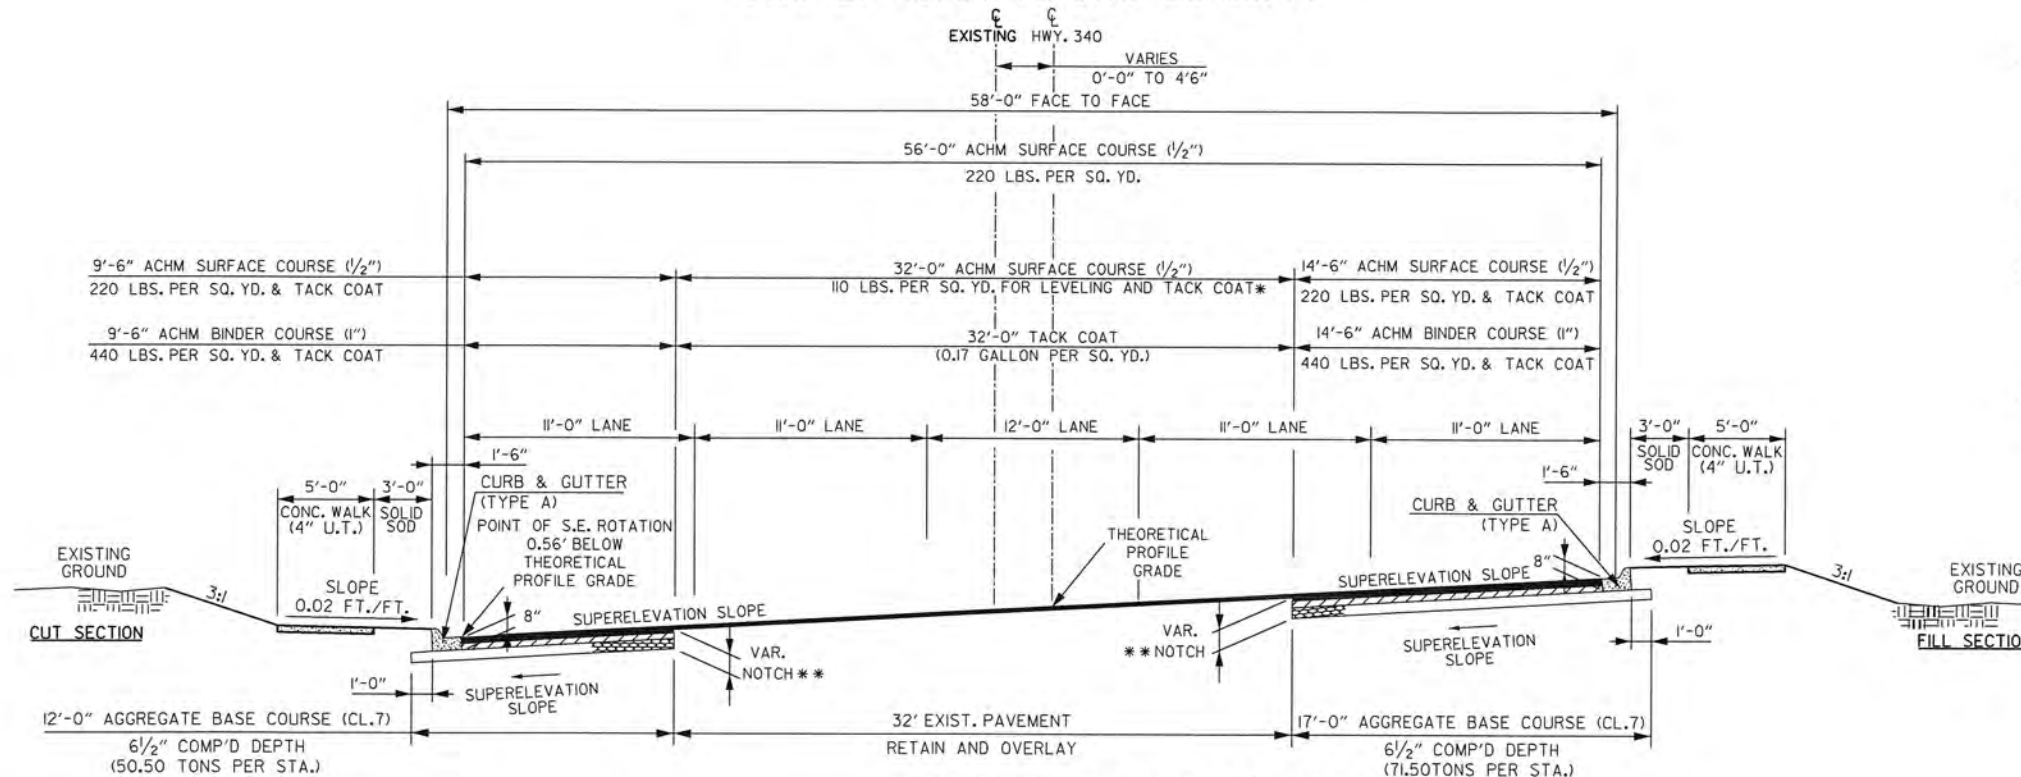 ℄ ℄
EXISTING HWY. 340
VARIES
0'-0" TO 4'6"
58'-0" FACE TO FACE
56'-0" ACHM SURFACE COURSE (1/2")
220 LBS. PER SQ. YD.
9'-6" ACHM SURFACE COURSE (1/2")
220 LBS. PER SQ. YD. & TACK COAT
32'-0" ACHM SURFACE COURSE (1/2")
110 LBS. PER SQ. YD. FOR LEVELING AND TACK COAT*
14'-6" ACHM SURFACE COURSE (1/2")
220 LBS. PER SQ. YD. & TACK COAT
9'-6" ACHM BINDER COURSE (1")
440 LBS. PER SQ. YD. & TACK COAT
32'-0" TACK COAT
(0.17 GALLON PER SQ. YD.)
14'-6" ACHM BINDER COURSE (1")
440 LBS. PER SQ. YD. & TACK COAT
11'-0" LANE
11'-0" LANE
12'-0" LANE
11'-0" LANE
11'-0" LANE
1'-6"
5'-0"
CONC. WALK
(4" U.T.)
3'-0"
SOLID
SOD
CURB & GUTTER
(TYPE A)
POINT OF S.E. ROTATION
0.56' BELOW
THEORETICAL
PROFILE GRADE
THEORETICAL
PROFILE
GRADE
3'-0"
SOLID
SOD
5'-0"
CONC. WALK
(4" U.T.)
1'-6"
CURB & GUTTER
(TYPE A)
SLOPE
0.02 FT./FT.
EXISTING
GROUND
3:1
SLOPE
0.02 FT./FT.
CUT SECTION
8"
SUPERELEVATION SLOPE
SUPERELEVATION SLOPE
8"
3:1
EXISTING
GROUND
FILL SECTIO
VAR.
NOTCH **
VAR.
** NOTCH
1'-0"
SUPERELEVATION
SLOPE
SUPERELEVATION
SLOPE
1'-0"
12'-0" AGGREGATE BASE COURSE (CL.7)
6 1/2" COMP'D DEPTH
(50.50 TONS PER STA.)
32' EXIST. PAVEMENT
RETAIN AND OVERLAY
17'-0" AGGREGATE BASE COURSE (CL.7)
6 1/2" COMP'D DEPTH
(71.50TONS PER STA.)